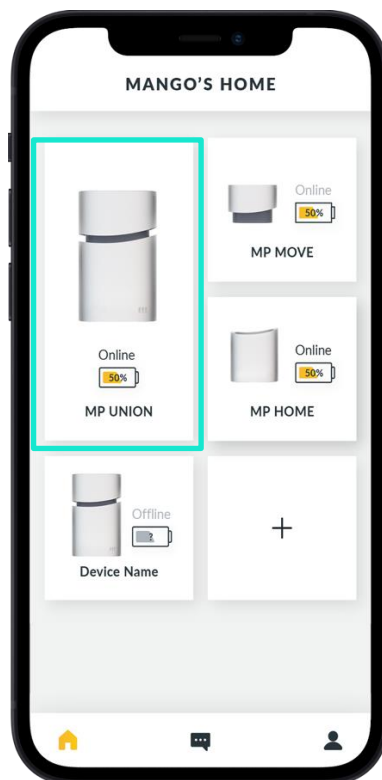 MANGO'S HOME
Online
50%
MP UNION
Online
50%
MP MOVE
Online
50%
MP HOME
Offline
?
Device Name
+